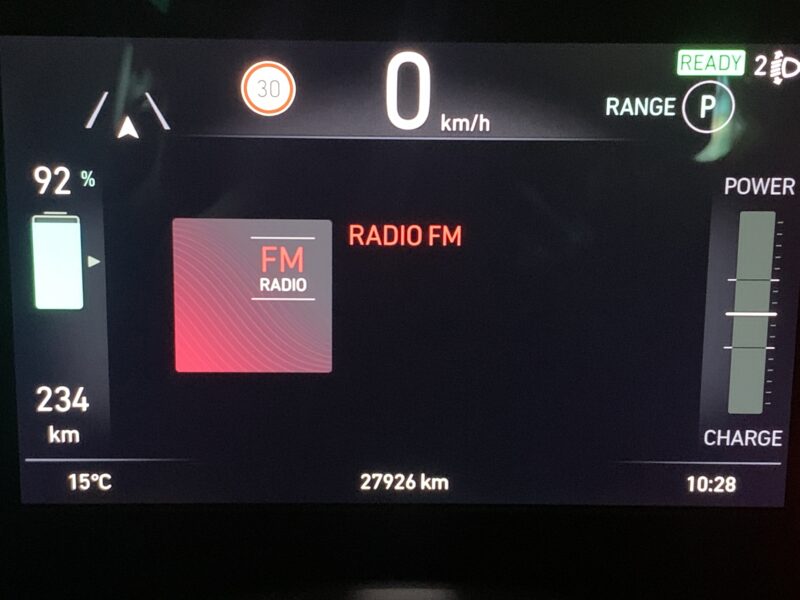 READY 2
30
0 km/h
RANGE P
92 %
POWER
RADIO FM
FM
RADIO
234
km
CHARGE
15°C
27926 km
10:28